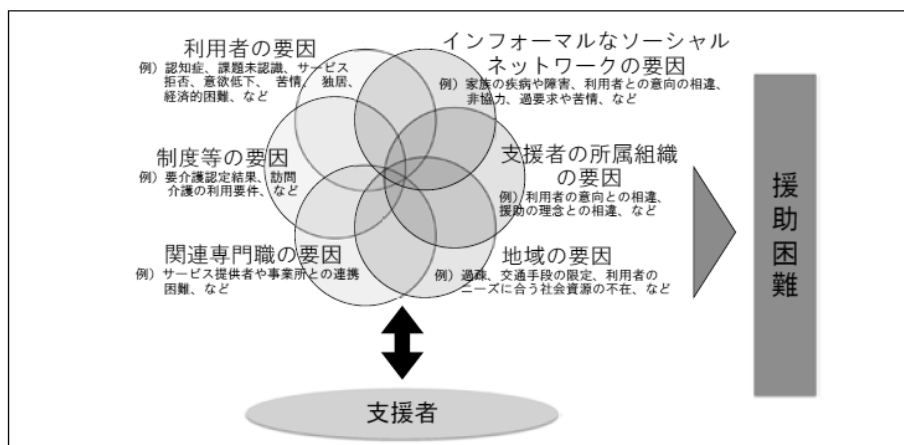 利用者の要因
例）認知症、課題未認識、サービス
拒否、意欲低下、 苦情、 独居、
経済的困難、など
インフォーマルなソーシャル
ネットワークの要因
例）家族の疾病や障害、利用者との意向の相違、
非協力、過要求や苦情、など
制度等の要因
例）要介護認定結果、訪問
介護の利用要件、など
支援者の所属組織
の要因
例）利用者の意向との相違、
援助の理念との相違、など
関連専門職の要因
例）サービス提供者や事業所との連携
困難、など
地域の要因
例）過疎、交通手段の限定、利用者の
ニーズに合う社会資源の不在、など
援助困難
支援者